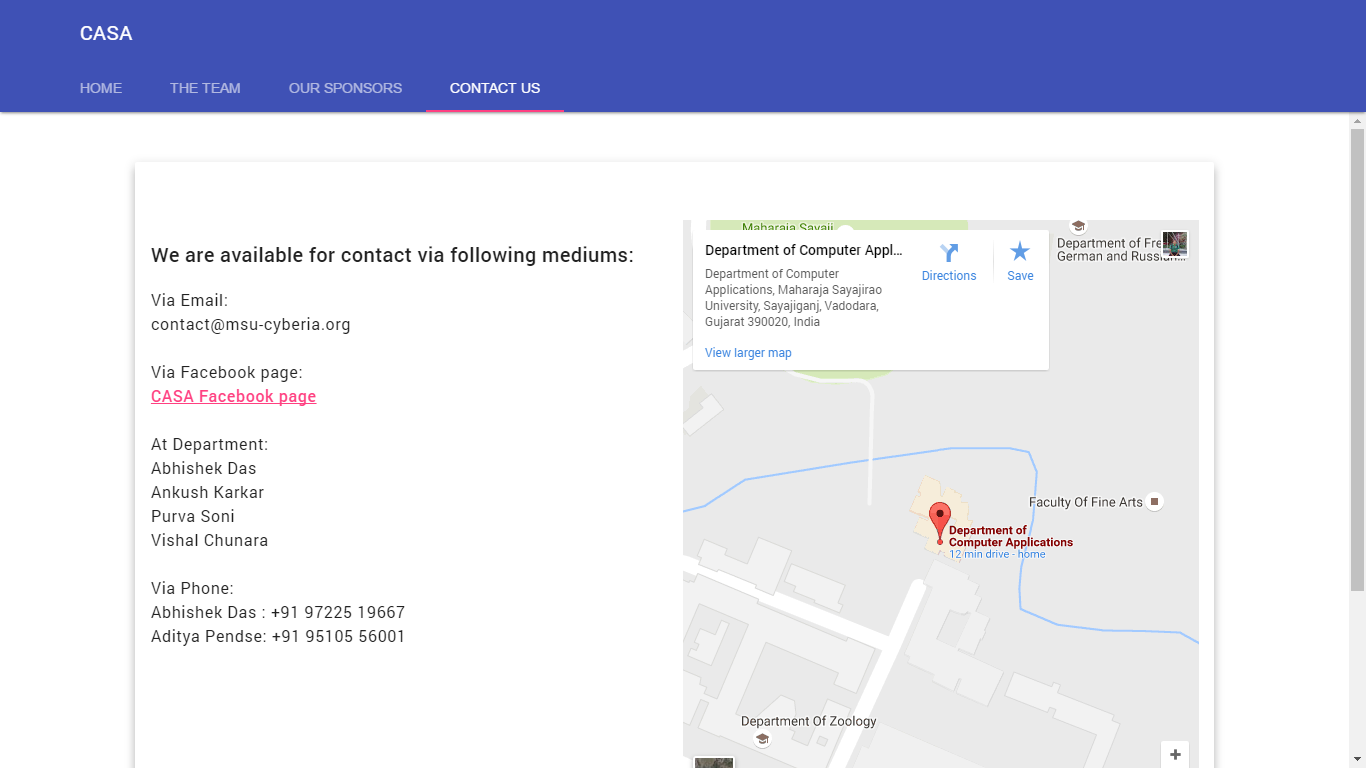 CASA
HOME
THE TEAM
OUR SPONSORS
CONTACT US
We are available for contact via following mediums:
Via Email:
contact@msu-cyberia.org
Via Facebook page:
CASA Facebook page
At Department:
Abhishek Das
Ankush Karkar
Purva Soni
Vishal Chunara
Via Phone:
Abhishek Das : +91 97225 19667
Aditya Pendse: +91 95105 56001
Maharaja Sayaji
Department of Computer Appl...
Department of Computer
Applications, Maharaja Sayajirao
University, Sayajiganj, Vadodara,
Gujarat 390020, India
View larger map
Directions
Save
Department of Fre
German and Russian...
Faculty Of Fine Arts
Department of
Computer Applications
12 min drive - home
Department Of Zoology
+